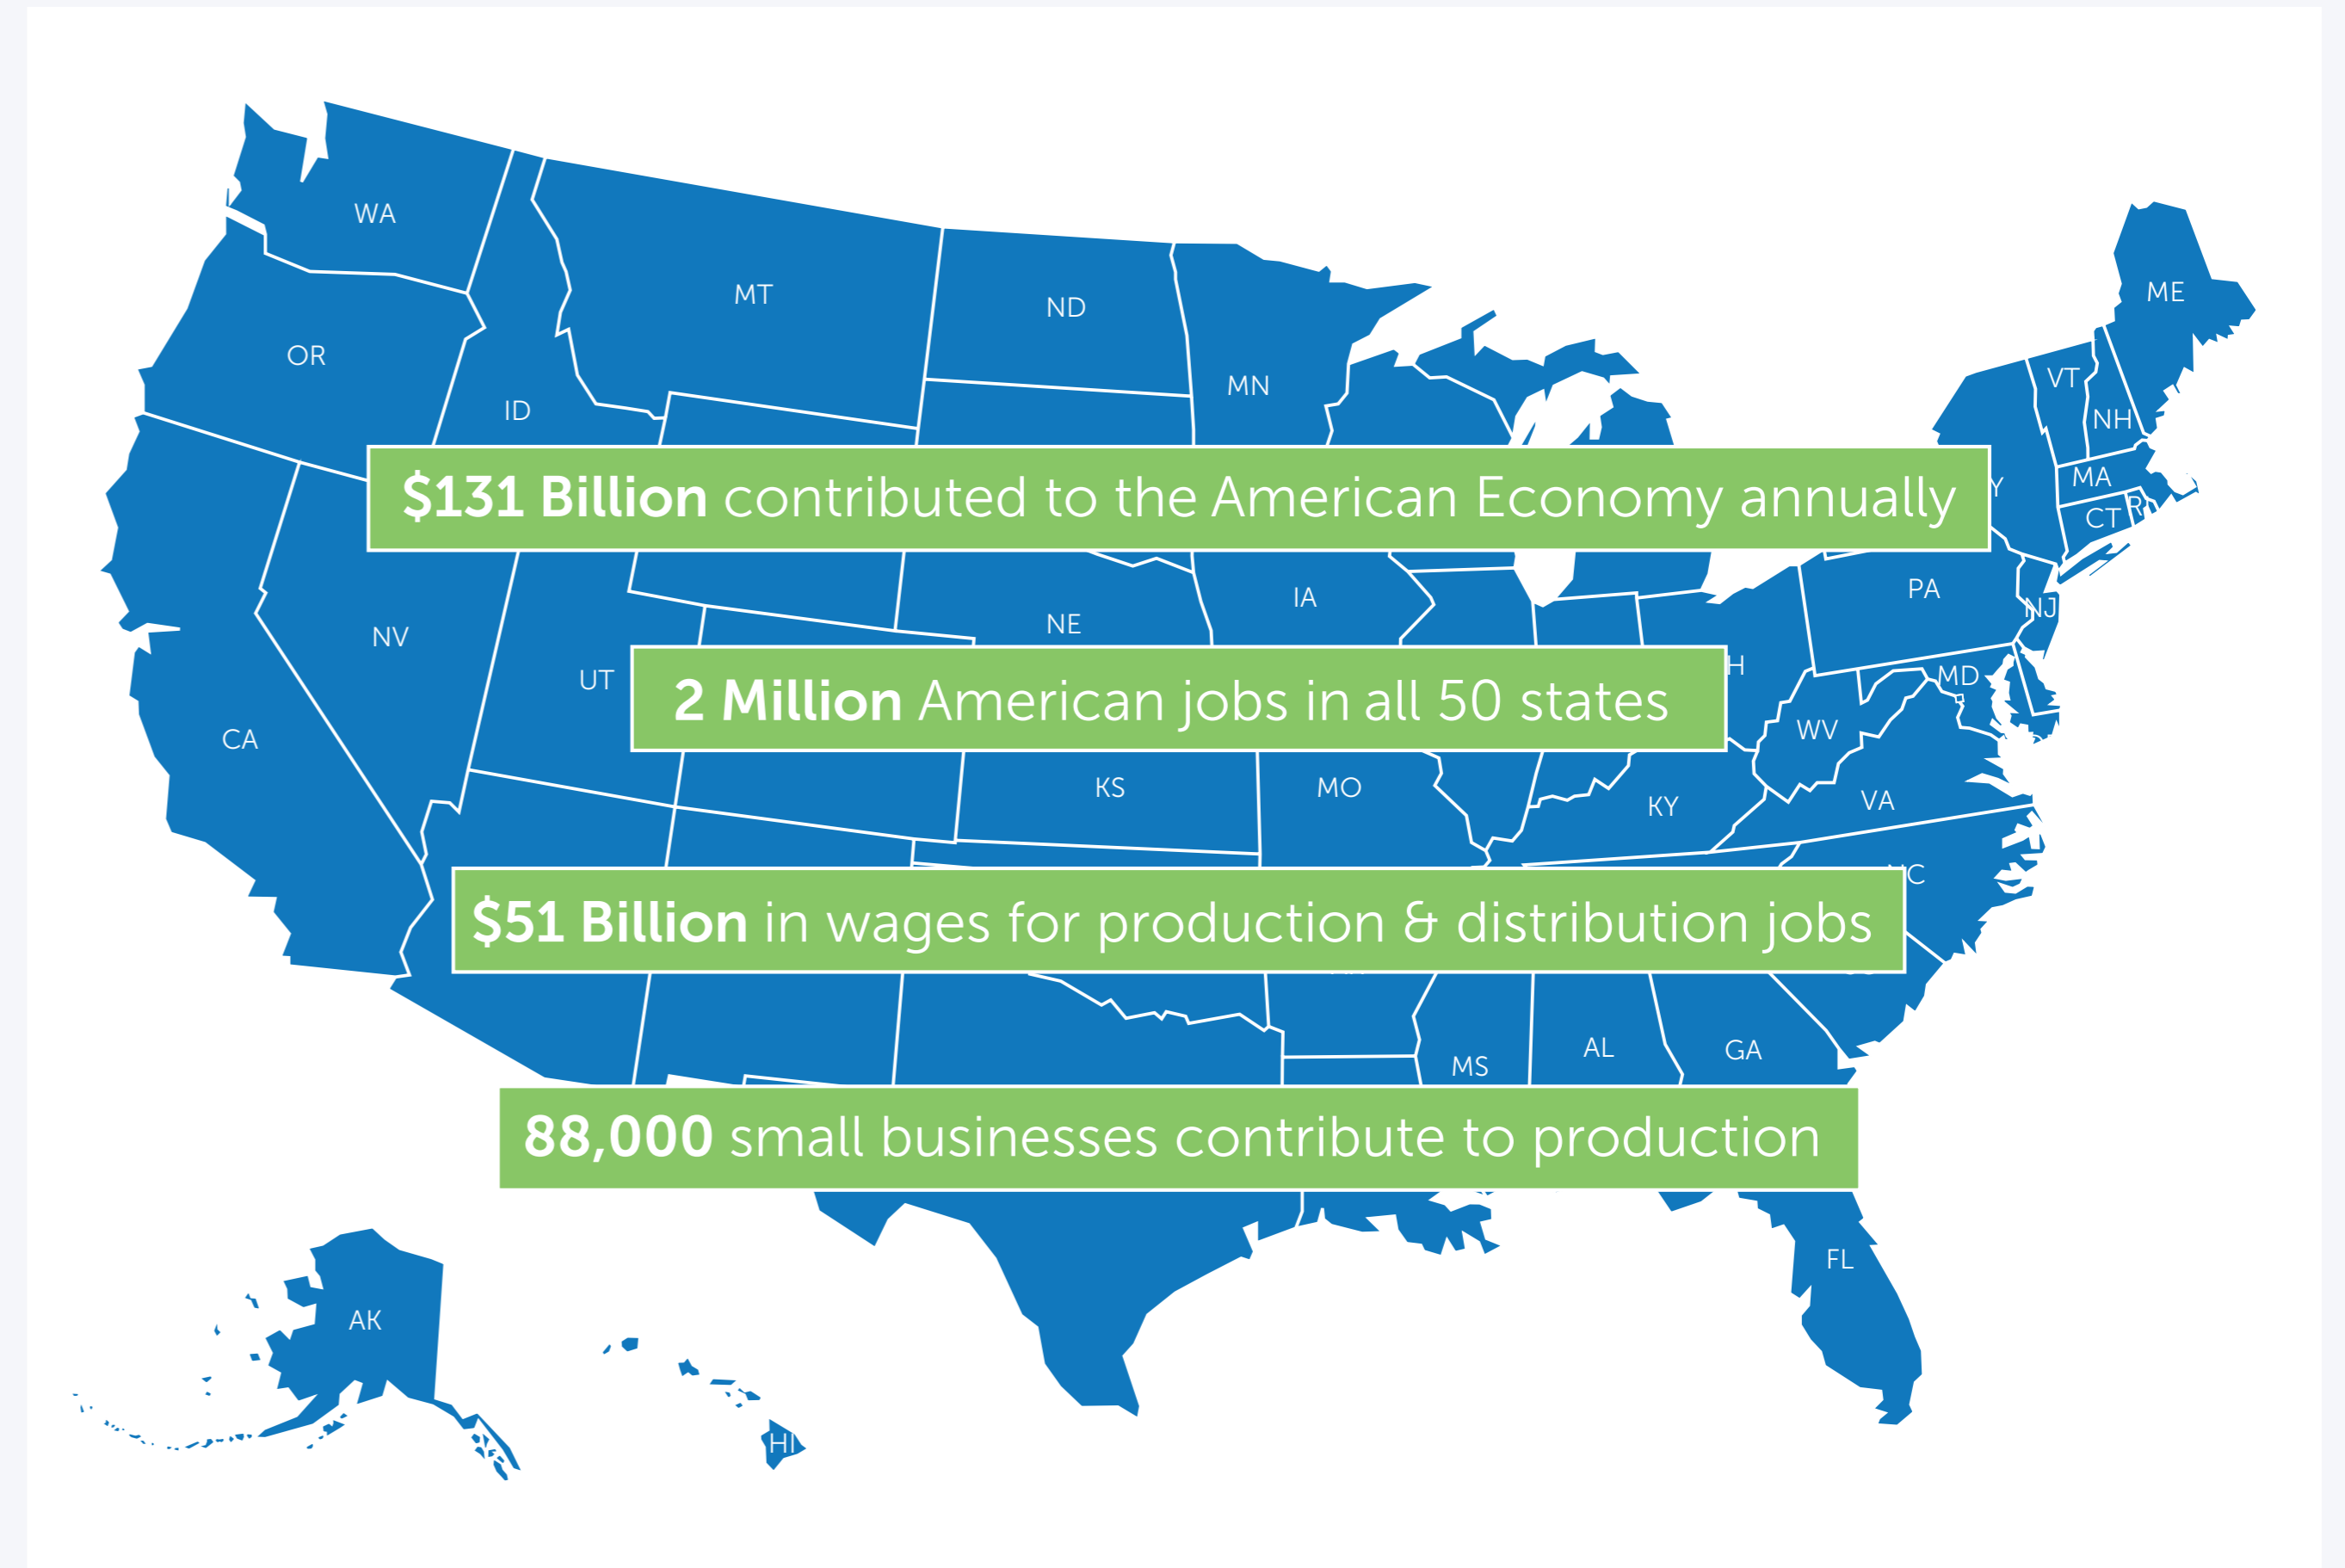 WA
MT
ND
ME
OR
ID
MN
VT
NH
$131 Billion contributed to the American Economy annually
MA
CT
NV
NE
IA
PA
NJ
UT
MD
2 Million American jobs in all 50 states
WV
CA
KS
MO
KY
VA
$51 Billion in wages for production & distribution jobs
MS
AL
GA
88,000 small businesses contribute to production
FL
AK
HI